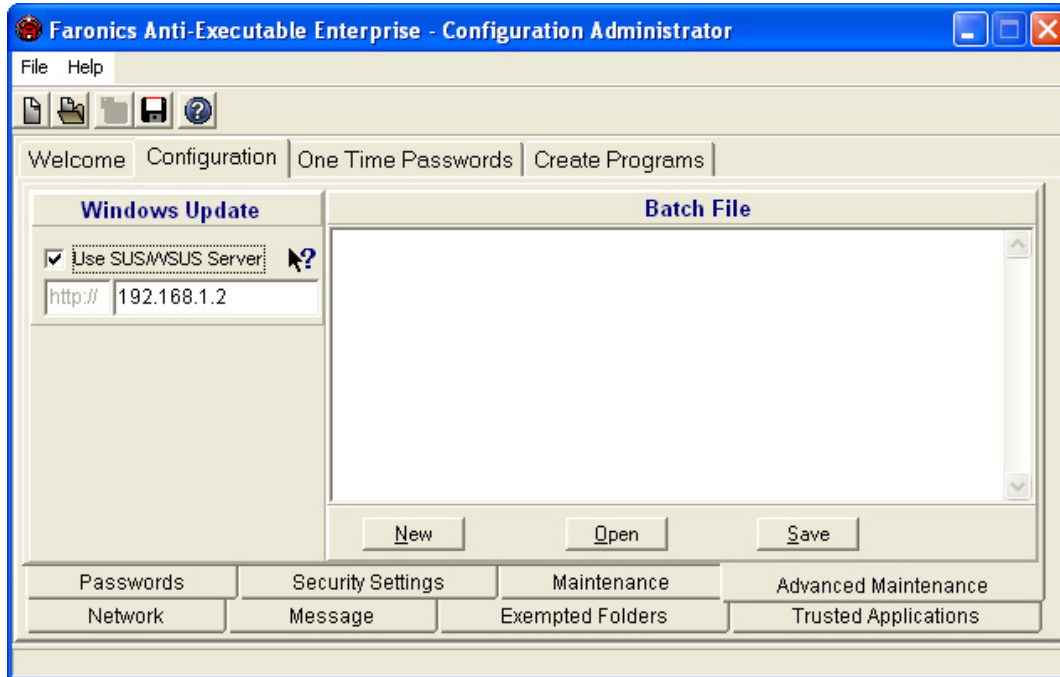 Faronics Anti-Executable Enterprise - Configuration Administrator
File Help
Welcome Configuration One Time Passwords Create Programs
Windows Update
Batch File
Use SUS/WSUS Server ?
http:// 192.168.1.2
New Open Save
Passwords Security Settings Maintenance Advanced Maintenance
Network Message Exempted Folders Trusted Applications